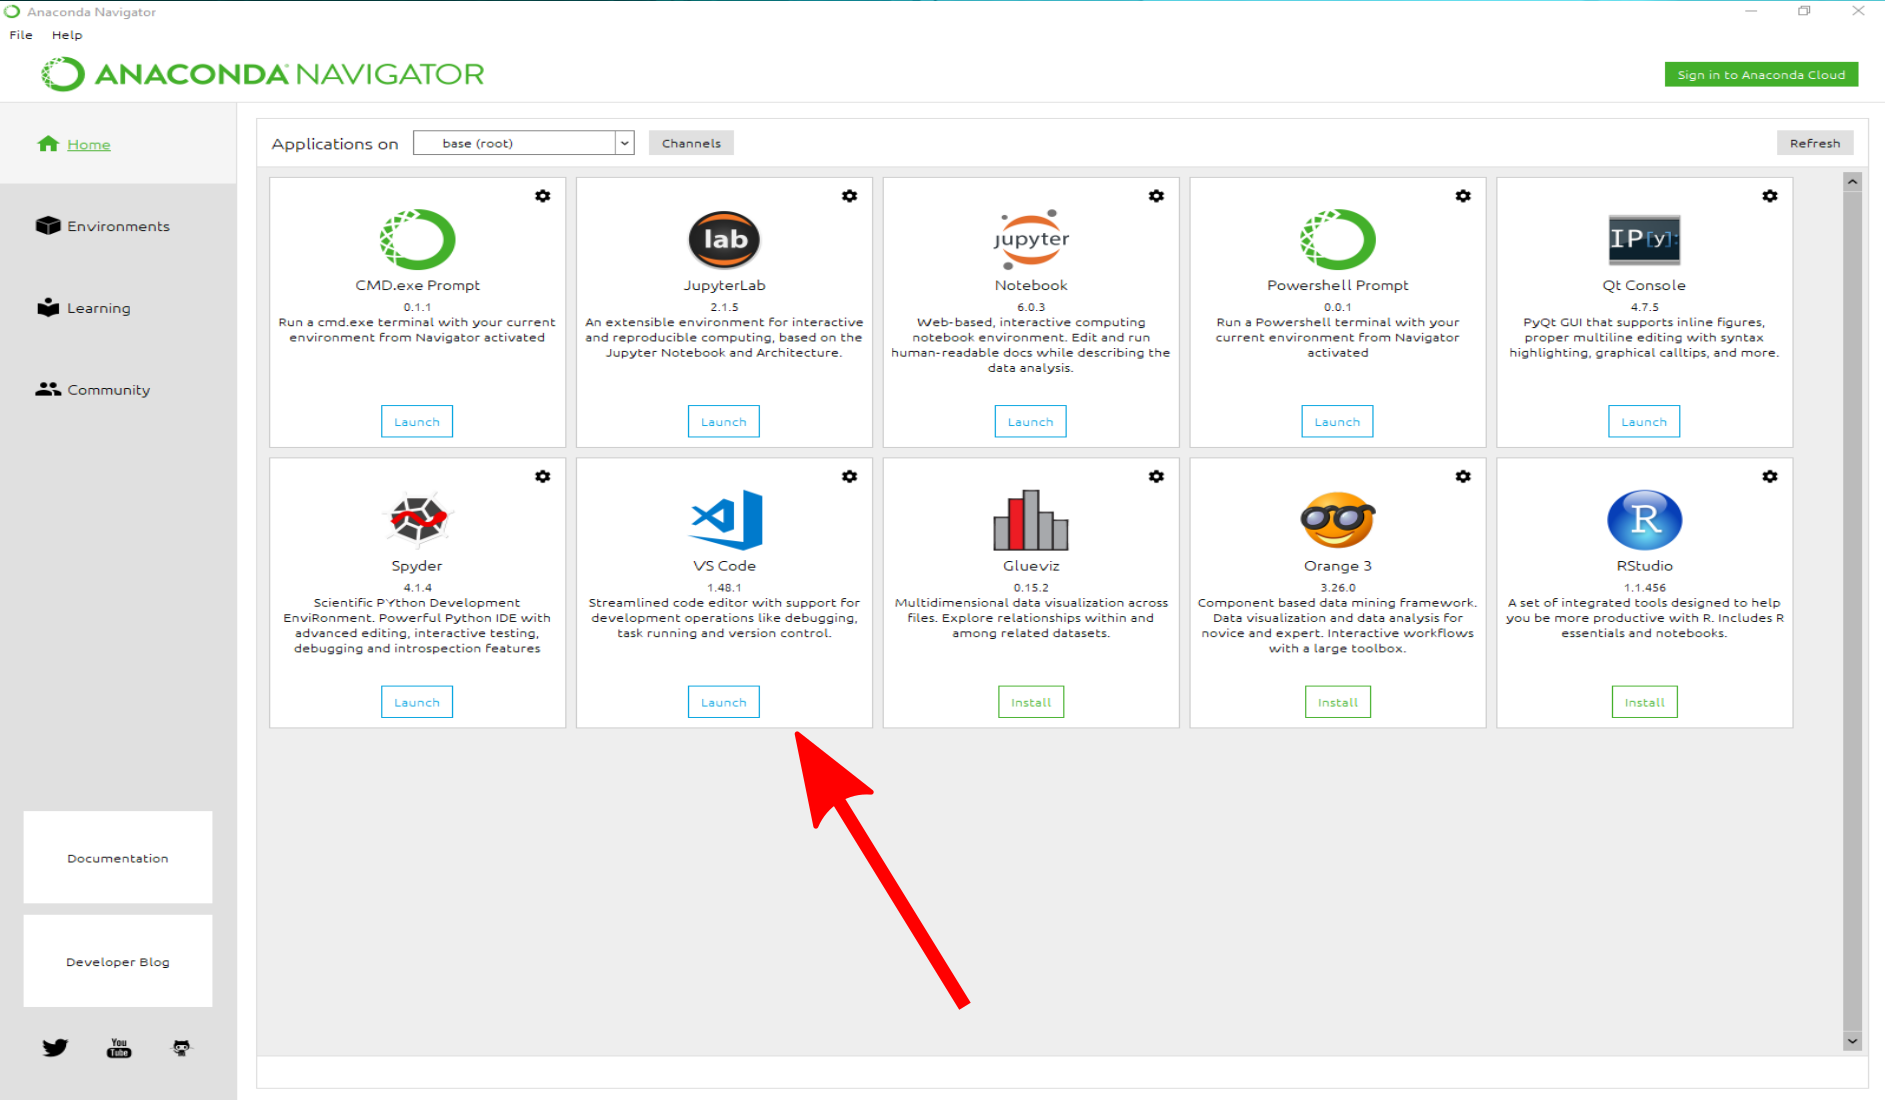 Anaconda Navigator
File Help
ANACONDA NAVIGATOR
Sign in to Anaconda Cloud
Home
Environments
Learning
Community
Documentation
Developer Blog
You
Tube
Applications on base (root) Channels Refresh
CMD.exe Prompt
0.1.1
Run a cmd.exe terminal with your current
environment from Navigator activated
Launch
lab
JupyterLab
2.1.5
An extensible environment for interactive
and reproducible computing, based on the
Jupyter Notebook and Architecture.
Launch
jupyter
Notebook
6.0.3
Web-based, interactive computing
notebook environment. Edit and run
human-readable docs while describing the
data analysis.
Launch
Powershell Prompt
0.0.1
Run a Powershell terminal with your
current environment from Navigator
activated
Launch
IP[y]:
Qt Console
4.7.5
PyQt GUI that supports inline figures,
proper multiline editing with syntax
highlighting, graphical calltips, and more.
Launch
Spyder
4.1.4
Scientific PYthon Development
EnviRonment. Powerful Python IDE with
advanced editing, interactive testing,
debugging and introspection features
Launch
VS Code
1.48.1
Streamlined code editor with support for
development operations like debugging,
task running and version control.
Launch
Glueviz
0.15.2
Multidimensional data visualization across
files. Explore relationships within and
among related datasets.
Install
Orange 3
3.26.0
Component based data mining framework.
Data visualization and data analysis for
novice and expert. Interactive workflows
with a large toolbox.
Install
R
RStudio
1.1.456
A set of integrated tools designed to help
you be more productive with R. Includes R
essentials and notebooks.
Install